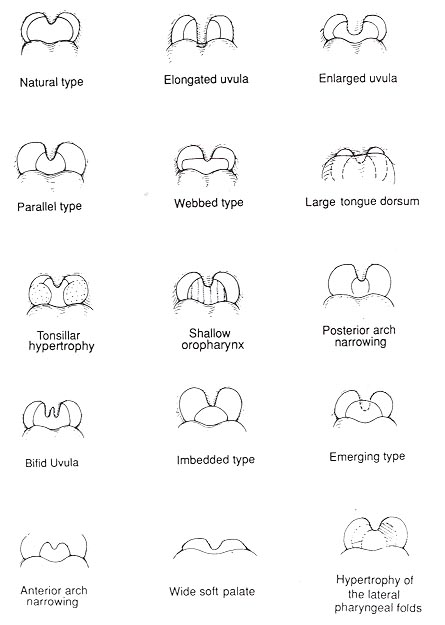 Natural type
Elongated uvula
Enlarged uvula
Parallel type
Webbed type
Large tongue dorsum
Tonsillar
hypertrophy
Shallow
oropharynx
Posterior arch
narrowing
Bifid Uvula
Imbedded type
Emerging type
Anterior arch
narrowing
Wide soft palate
Hypertrophy of
the lateral
pharyngeal folds